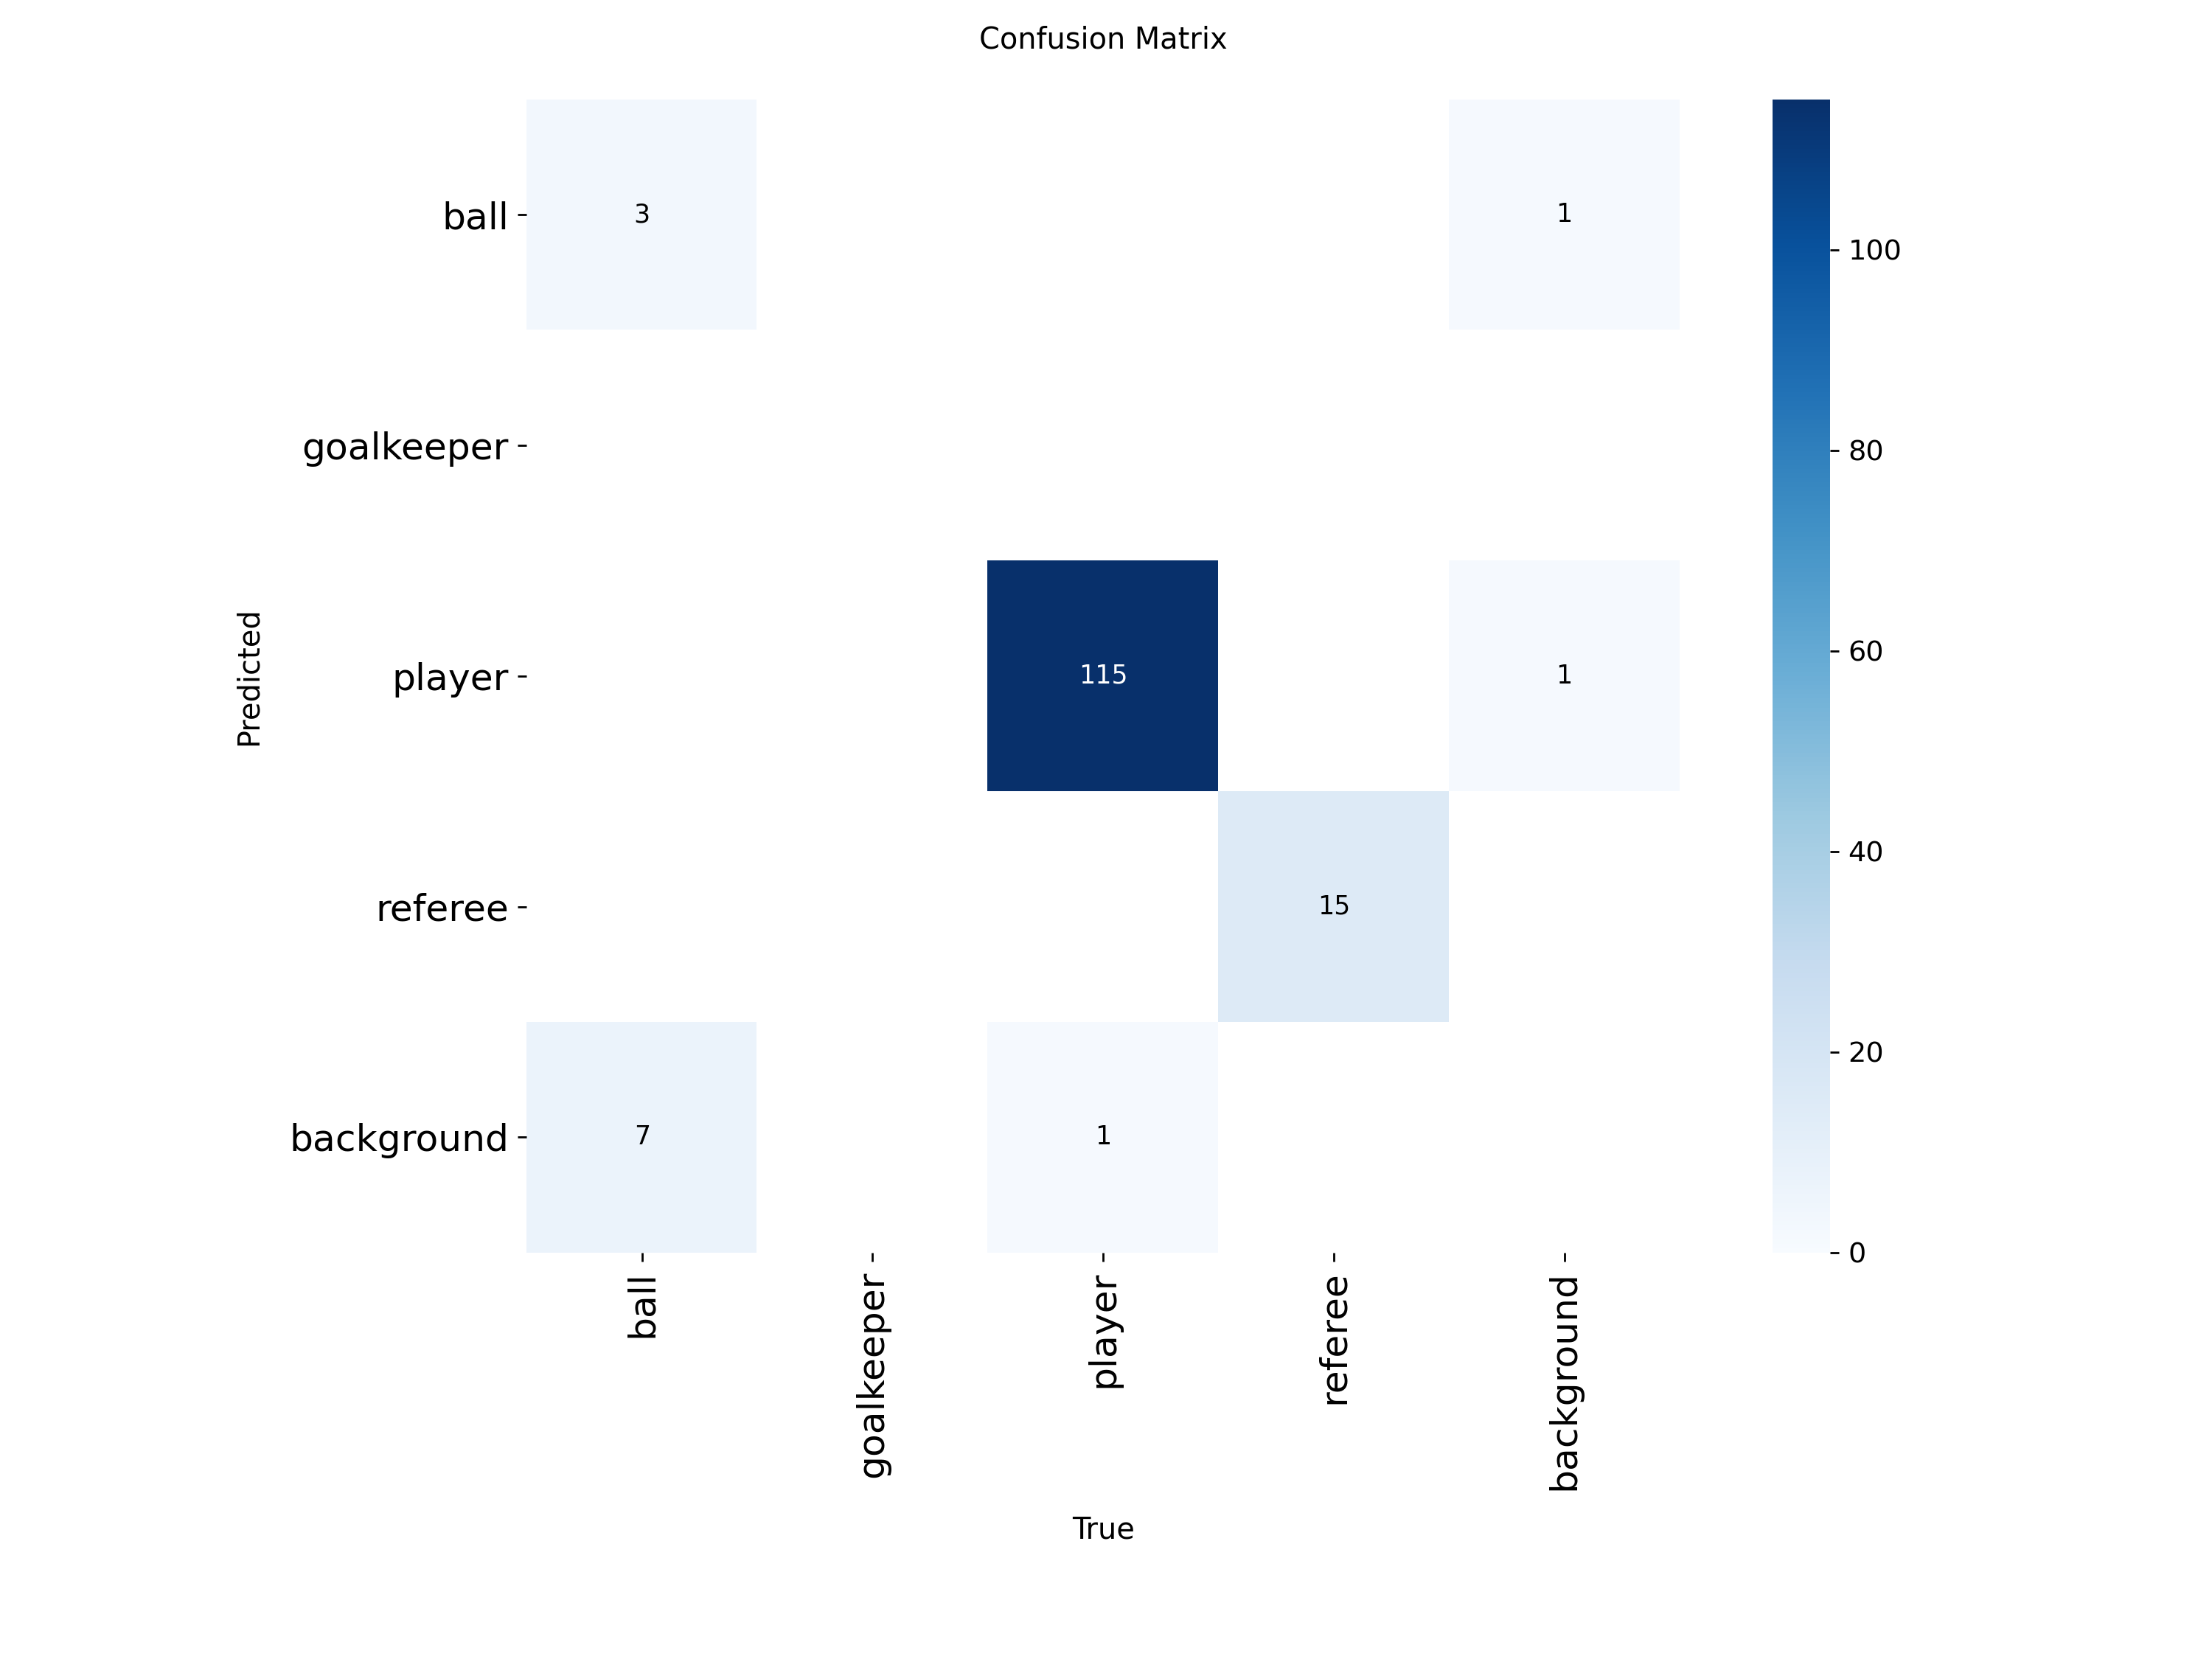 Confusion Matrix
ball
3
1
100
goalkeeper
80
Predicted
player
115
1
60
40
referee
15
20
background
7
1
0
ball
goalkeeper
player
referee
background
True